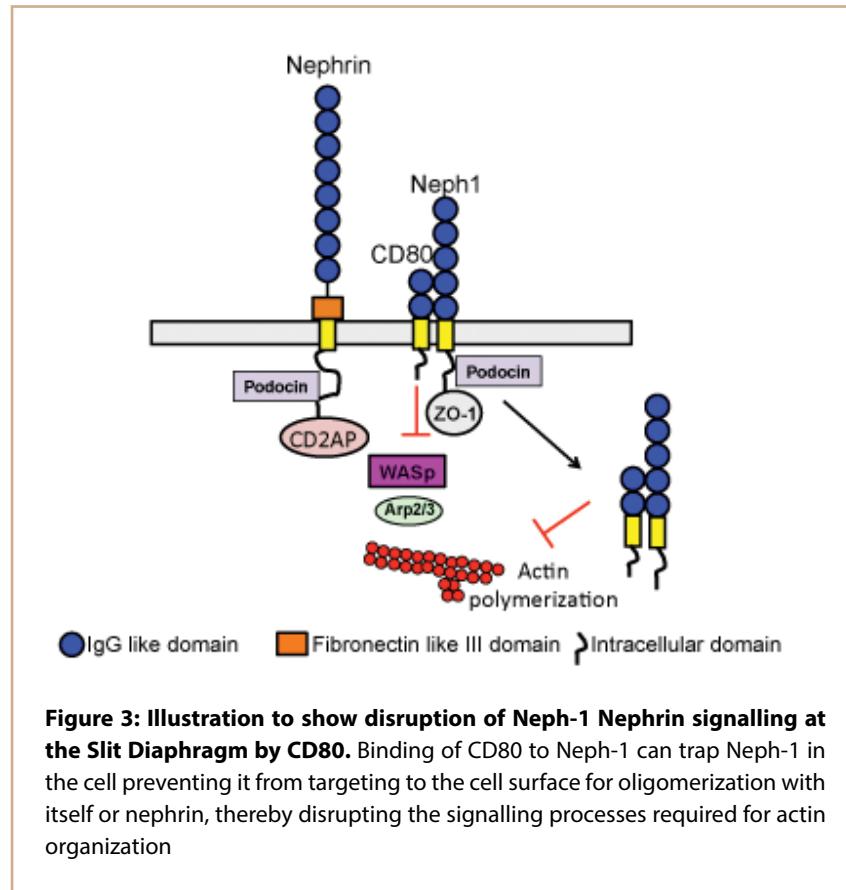 Nephrin
Neph1
CD80
Podocin
Podocin
ZO-1
CD2AP
WASp
Arp2/3
Actin
polymerization
IgG like domain Fibronectin like III domain Intracellular domain
Figure 3: Illustration to show disruption of Neph-1 Nephrin signalling at
the Slit Diaphragm by CD80. Binding of CD80 to Neph-1 can trap Neph-1 in
the cell preventing it from targeting to the cell surface for oligomerization with
itself or nephrin, thereby disrupting the signalling processes required for actin
organization